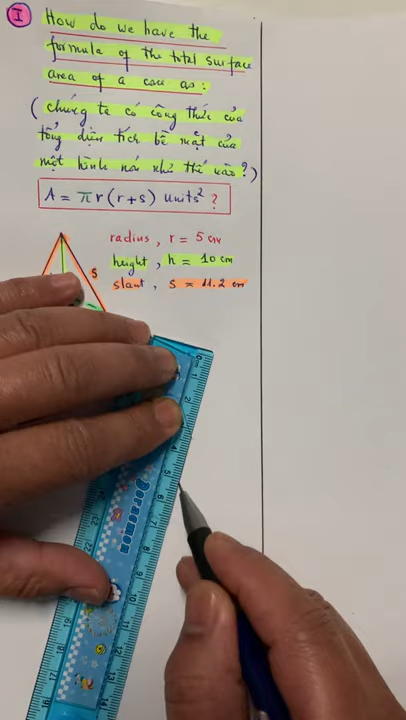 I How do we have the
formula of the total surface
area of a cone as:
(chúng ta có công thức của
tổng diện tích bề mặt của
một hình nón như thế nào?)
A = πr(r+s) units² ?
radius, r = 5 cm
height, h = 10 cm
slant, s ≈ 11.2 cm
s
Doraemon